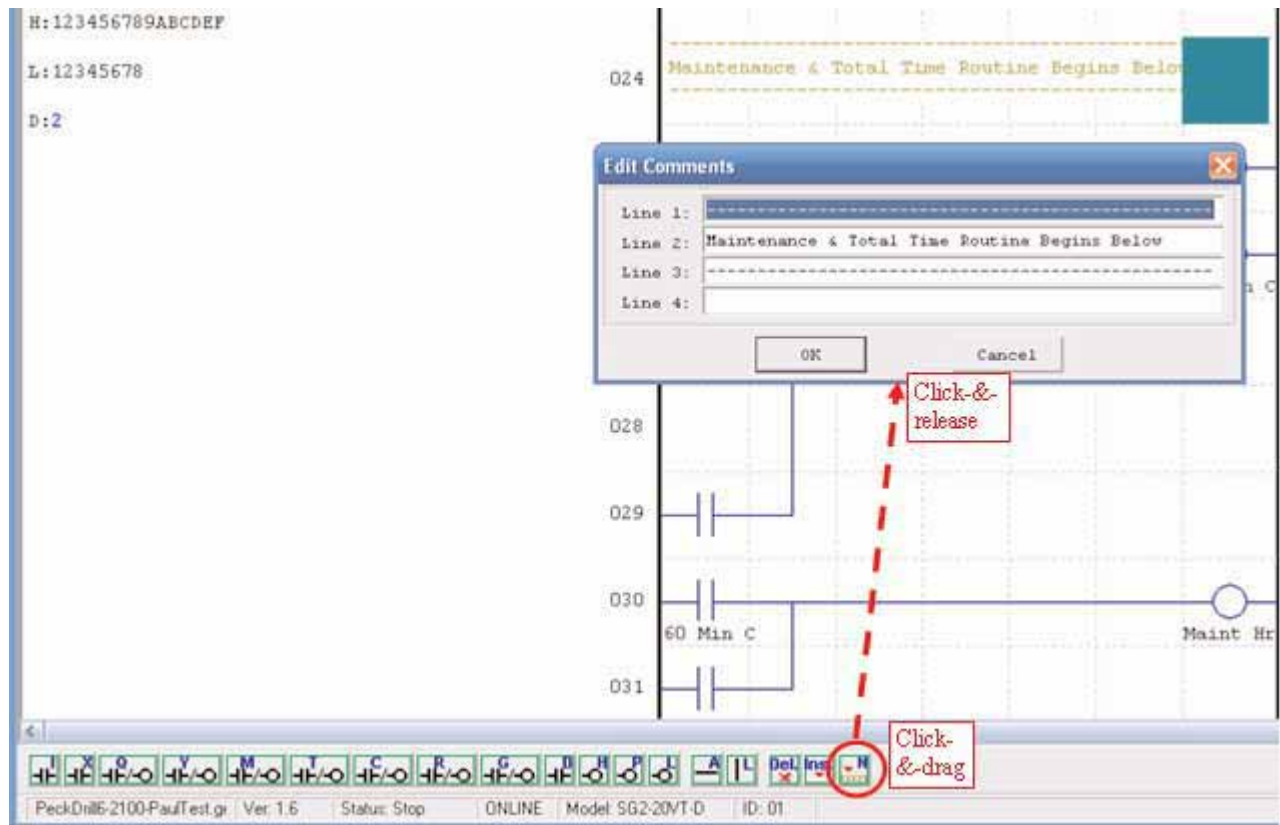 H:123456789ABCDEF
L:12345678
D:2
024
Maintenance & Total Time Routine Begins Below
Edit Comments
Line 1: --------------------------------------------------
Line 2: Maintenance & Total Time Routine Begins Below
Line 3: --------------------------------------------------
Line 4:
OK Cancel
Click-&-
release
028
029
030
60 Min C
Maint Hr
031
Click-
&-drag
I X Q Y M T C R G B H P L A L Del Ins N
PeckDrill6-2100-PaulTest.gr Ver: 1.6 Status: Stop ONLINE Model: SG2-20VT-D ID: 01